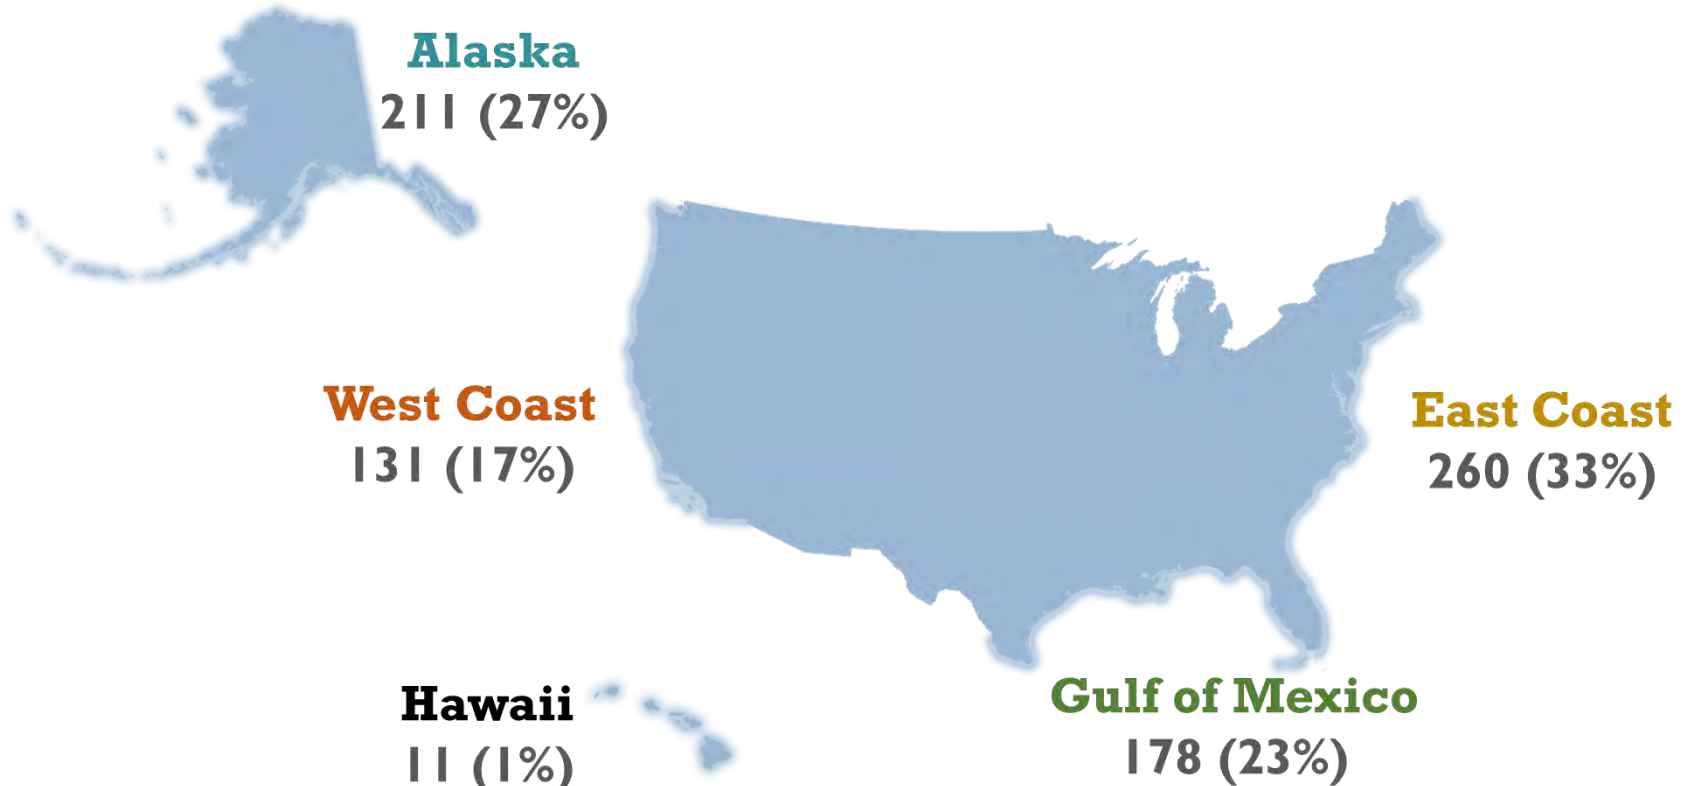 Alaska
211 (27%)
West Coast
131 (17%)
East Coast
260 (33%)
Hawaii
11 (1%)
Gulf of Mexico
178 (23%)